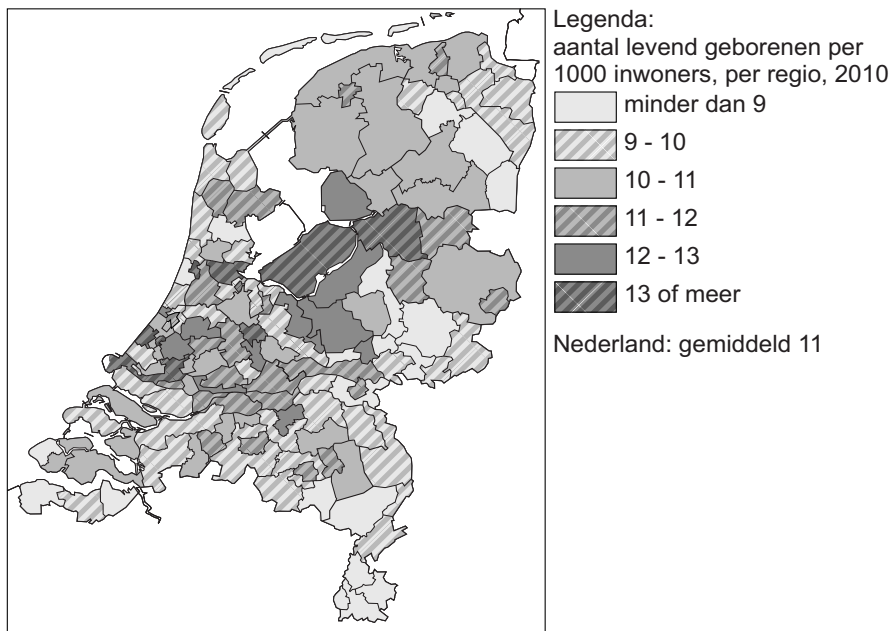 Legenda:
aantal levend geborenen per
1000 inwoners, per regio, 2010
minder dan 9
9 - 10
10 - 11
11 - 12
12 - 13
13 of meer
Nederland: gemiddeld 11